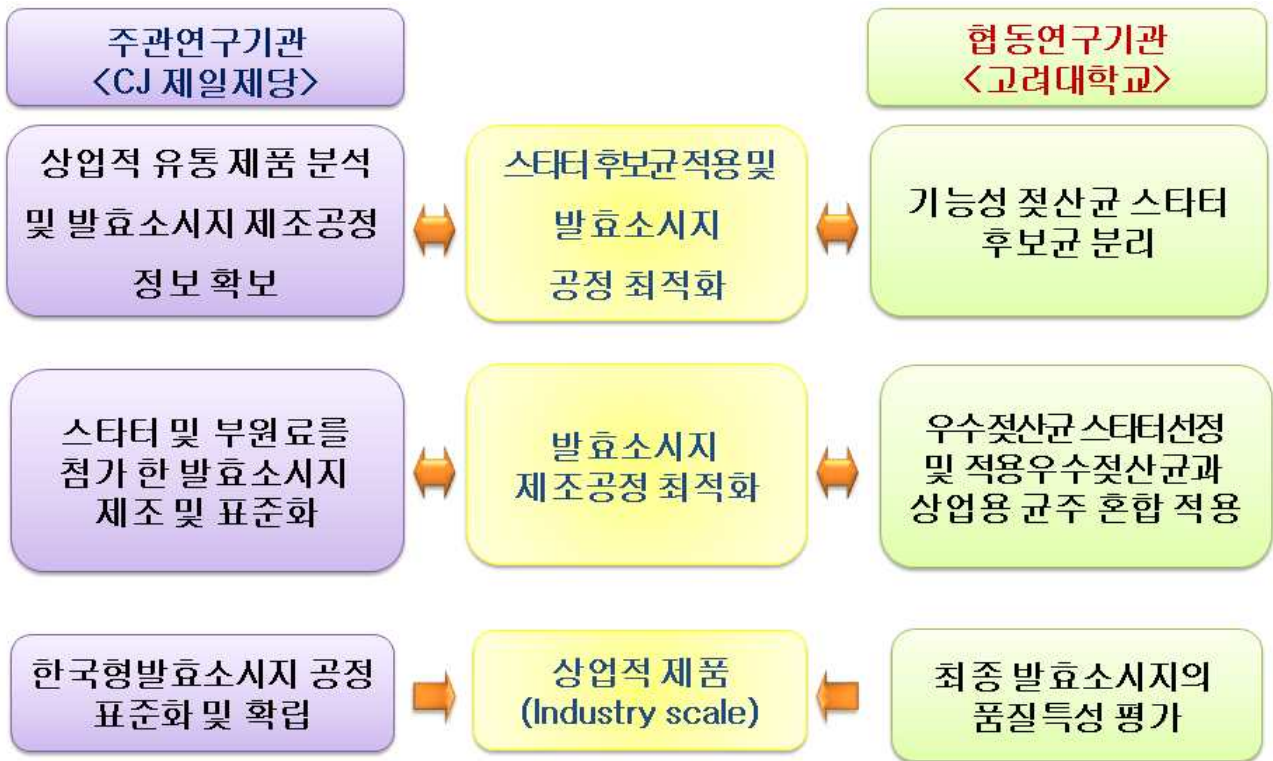 주관연구기관
<CJ 제일제당>
협동연구기관
<고려대학교>
상업적 유통 제품 분석
및 발효소시지 제조공정
정보 확보
스타터 후보균 적용 및
발효소시지
공정 최적화
기능성 젖산균 스타터
후보균 분리
스타터 및 부원료를
첨가 한 발효소시지
제조 및 표준화
발효소시지
제조공정 최적화
우수젖산균 스타터선정
및 적용우수젖산균과
상업용 균주 혼합 적용
한국형발효소시지 공정
표준화 및 확립
상업적 제품
(Industry scale)
최종 발효소시지의
품질특성 평가